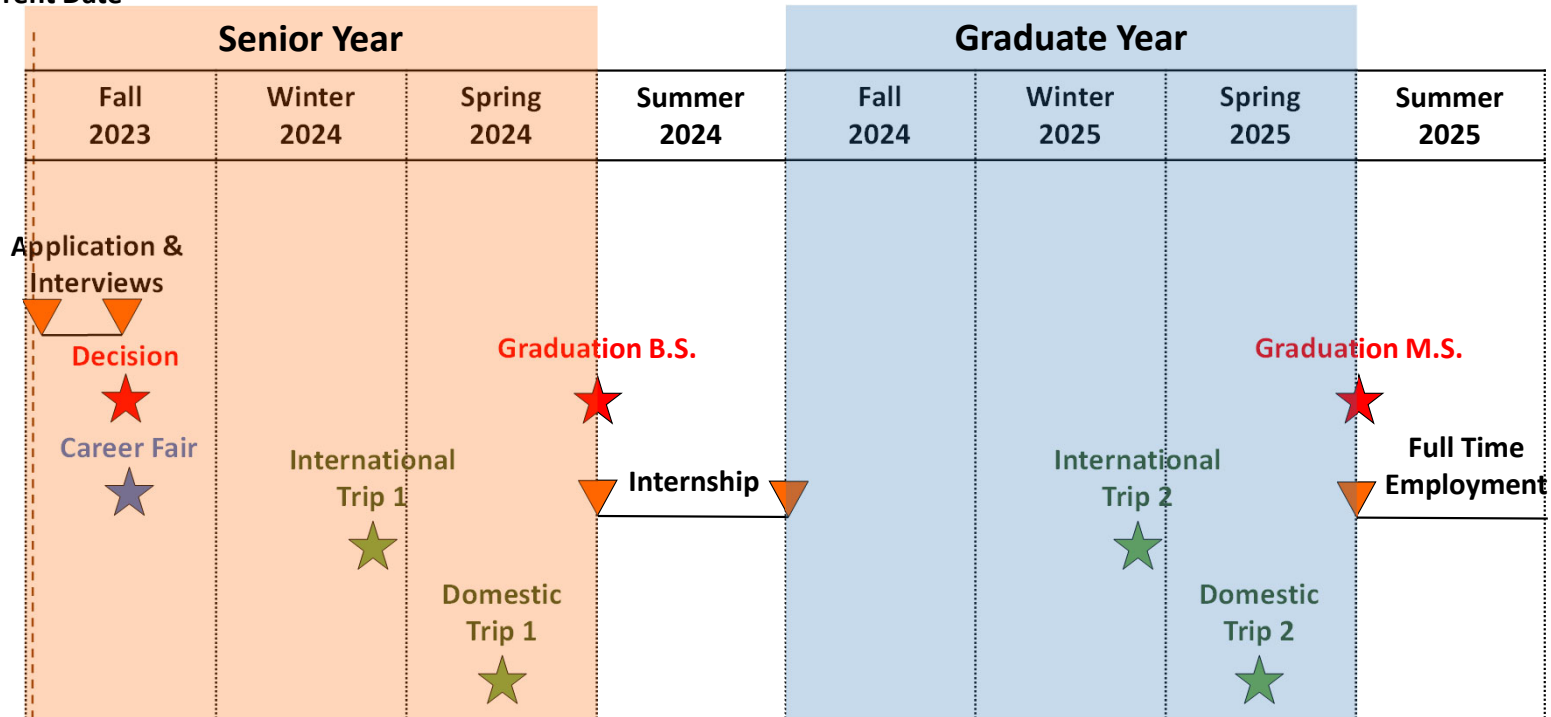 rent Date
Senior Year
Graduate Year
Fall
2023
Winter
2024
Spring
2024
Summer
2024
Fall
2024
Winter
2025
Spring
2025
Summer
2025
Application &
Interviews
Decision
Graduation B.S.
Graduation M.S.
Career Fair
International
Trip 1
Internship
International
Trip 2
Full Time
Employment
Domestic
Trip 1
Domestic
Trip 2